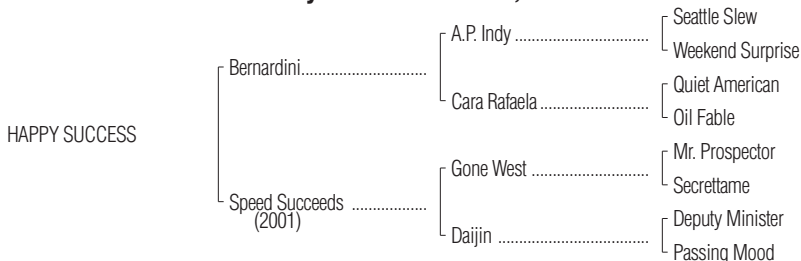 Seattle Slew
A.P. Indy ..................................
Weekend Surprise
Bernardini................................
Quiet American
Cara Rafaela............................
Oil Fable
HAPPY SUCCESS
Mr. Prospector
Gone West ..............................
Secrettame
Speed Succeeds ...................
(2001)
Deputy Minister
Daijin .......................................
Passing Mood